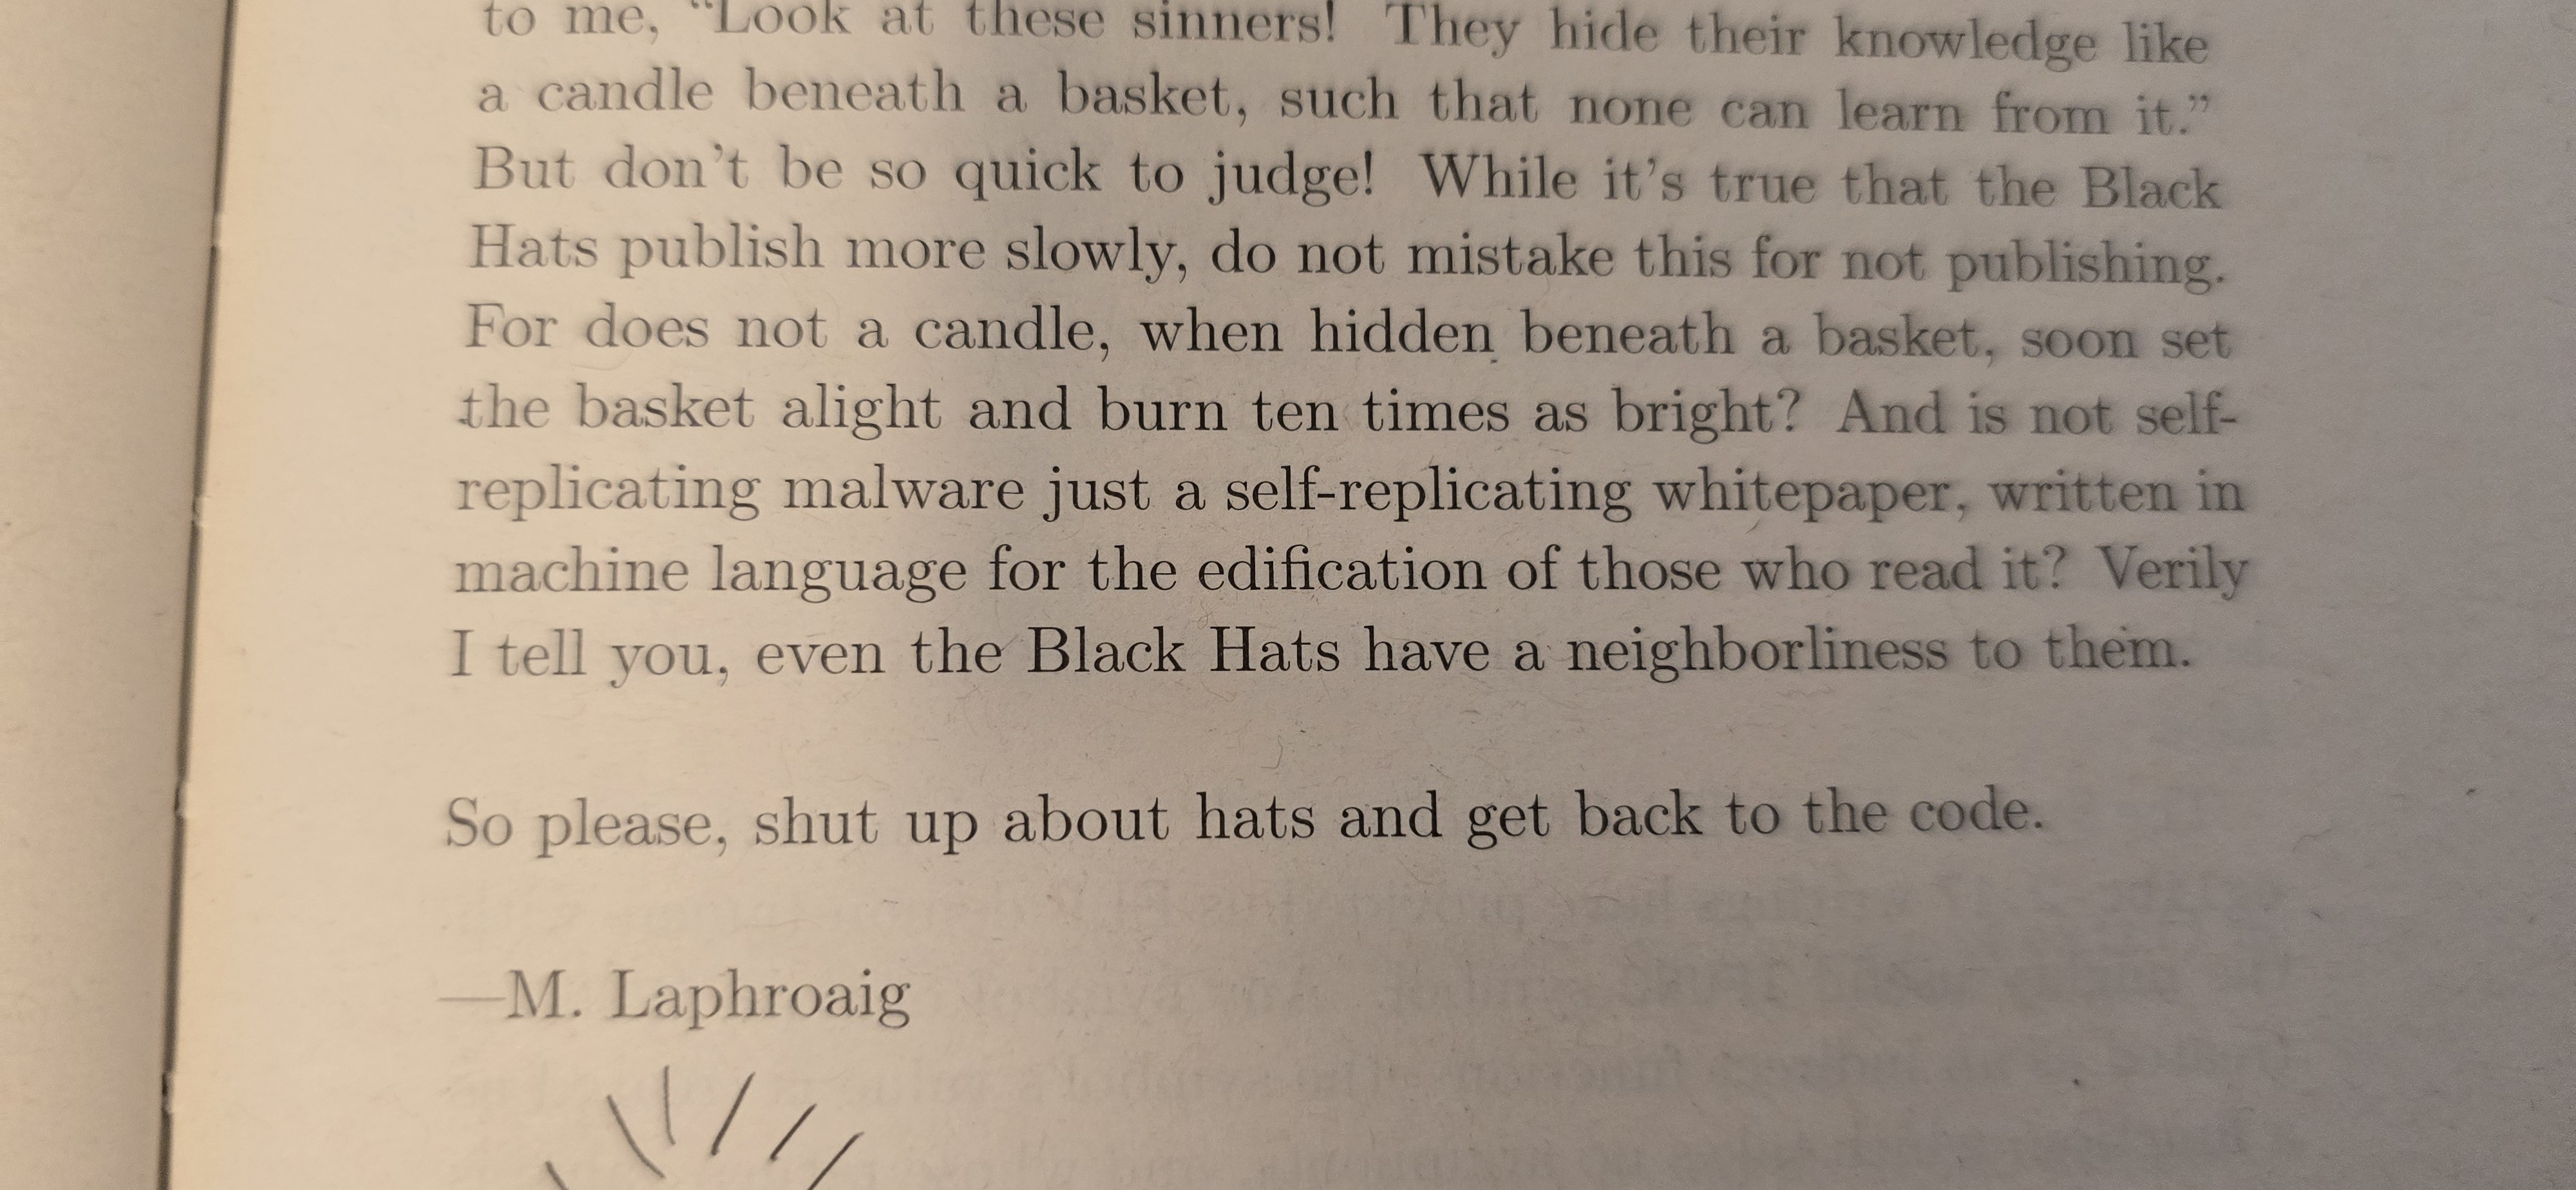 to me, “Look at these sinners! They hide their knowledge like
a candle beneath a basket, such that none can learn from it.”
But don’t be so quick to judge! While it’s true that the Black
Hats publish more slowly, do not mistake this for not publishing.
For does not a candle, when hidden beneath a basket, soon set
the basket alight and burn ten times as bright? And is not self-
replicating malware just a self-replicating whitepaper, written in
machine language for the edification of those who read it? Verily
I tell you, even the Black Hats have a neighborliness to them.
So please, shut up about hats and get back to the code.
—M. Laphroaig